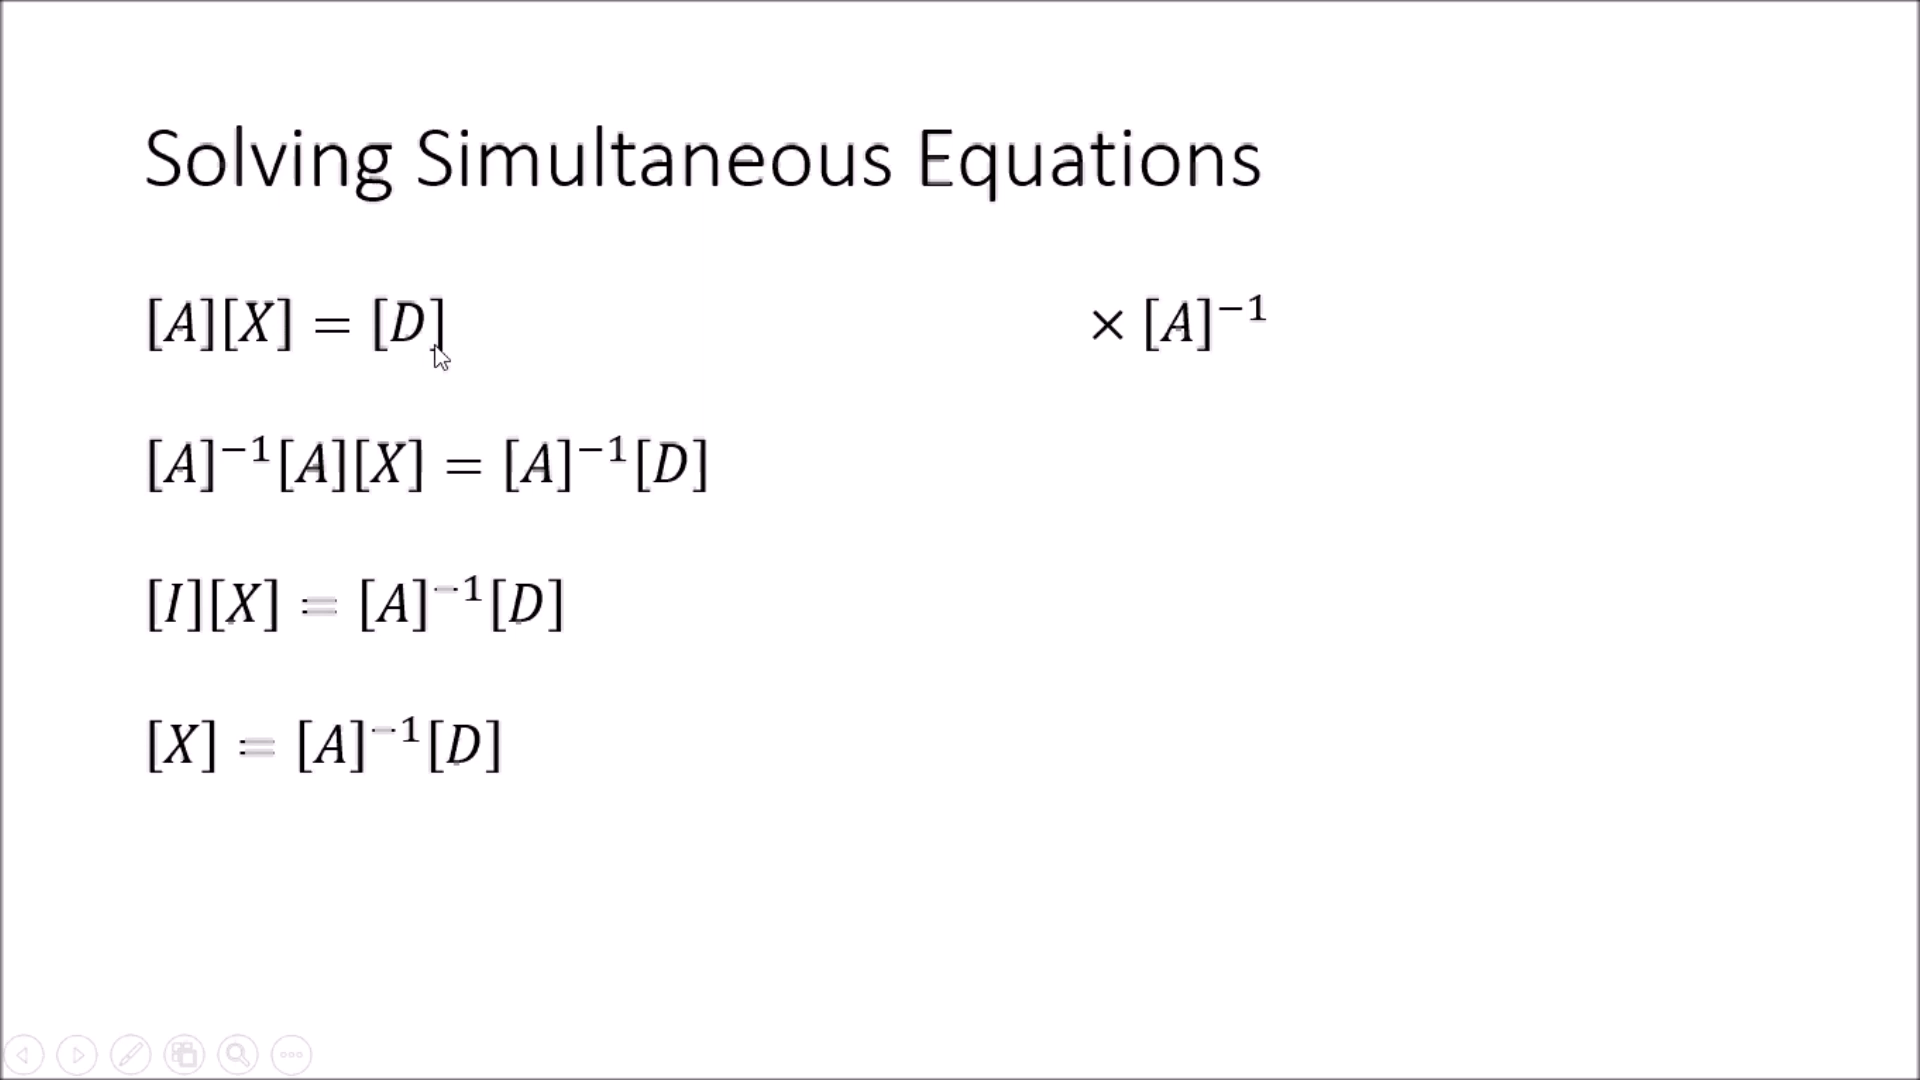 Solving Simultaneous Equations
[A][X] = [D] × [A]⁻¹
[A]⁻¹[A][X] = [A]⁻¹[D]
[I][X] = [A]⁻¹[D]
[X] = [A]⁻¹[D]